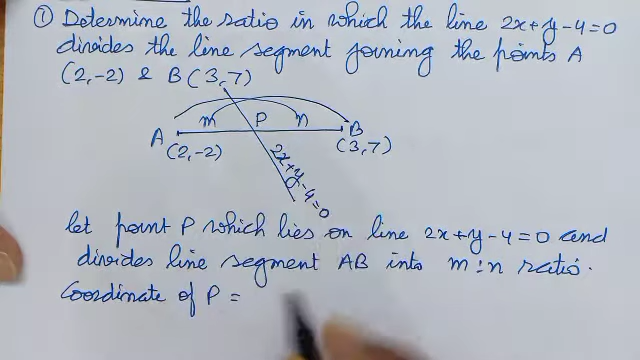 ① Determine the ratio in which the line 2x+y-4=0
divides the line segment joining the points A
(2,-2) & B(3,7)
m P n
A B
(2,-2) (3,7)
2x+y-4=0
let point P which lies on line 2x+y-4=0 and
divides line segment AB into m:n ratio.
Coordinate of P =